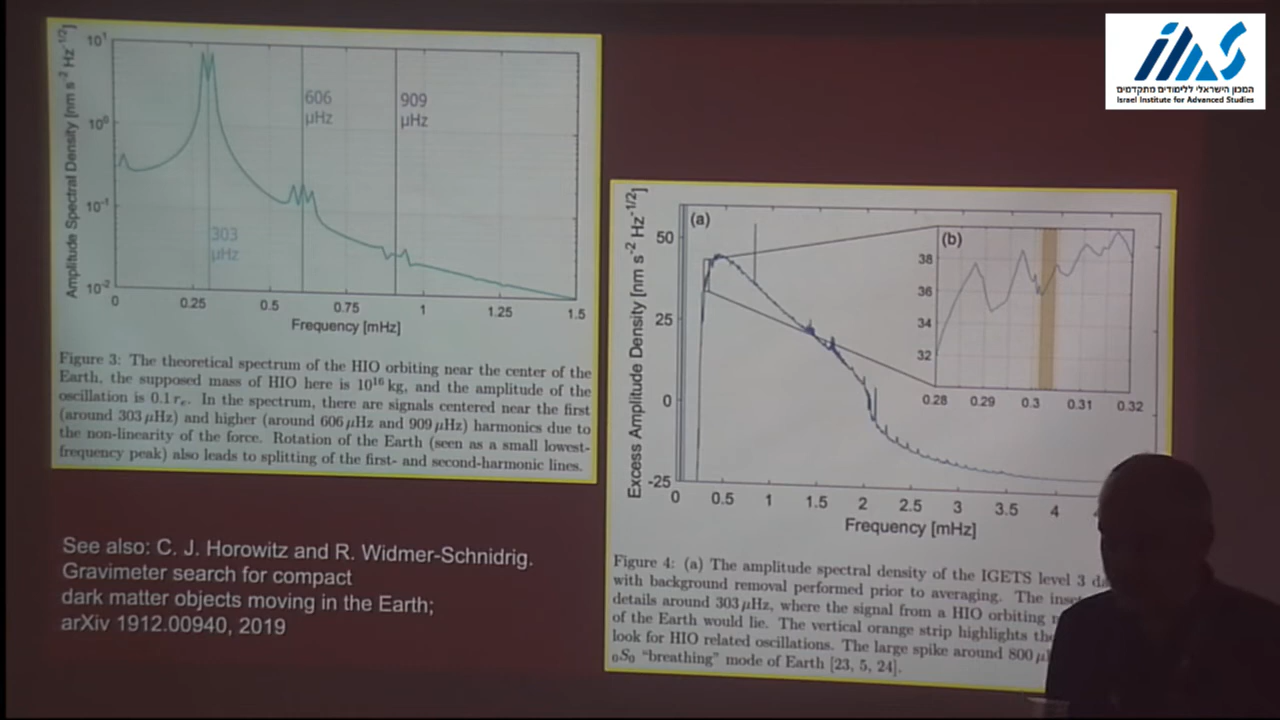 המכון הישראלי ללימודים מתקדמים
Israel Institute for Advanced Studies
Amplitude Spectral Density [nm s⁻² Hz⁻¹/²]
10¹
10⁰
10⁻¹
10⁻²
606
μHz
909
μHz
303
μHz
0 0.25 0.5 0.75 1 1.25 1.5
Frequency [mHz]
Figure 3: The theoretical spectrum of the HIO orbiting near the center of the
Earth, the supposed mass of HIO here is 10¹⁶ kg, and the amplitude of the
oscillation is 0.1 rₑ. In the spectrum, there are signals centered near the first
(around 303 μHz) and higher (around 606 μHz and 909 μHz) harmonics due to
the non-linearity of the force. Rotation of the Earth (seen as a small lowest-
frequency peak) also leads to splitting of the first- and second-harmonic lines.
See also: C. J. Horowitz and R. Widmer-Schnidrig.
Gravimeter search for compact
dark matter objects moving in the Earth;
arXiv 1912.00940, 2019
Excess Amplitude Density [nm s⁻² Hz⁻¹/²]
(a)
50
25
0
-25
(b)
38
36
34
32
0.28 0.29 0.3 0.31 0.32
0 0.5 1 1.5 2 2.5 3 3.5 4
Frequency [mHz]
Figure 4: (a) The amplitude spectral density of the IGETS level 3
with background removal performed prior to averaging. The
details around 303 μHz, where the signal from a HIO orbiting
of the Earth would lie. The vertical orange strip highlights
look for HIO related oscillations. The large spike around 800
₀S₀ “breathing” mode of Earth [23, 5, 24].